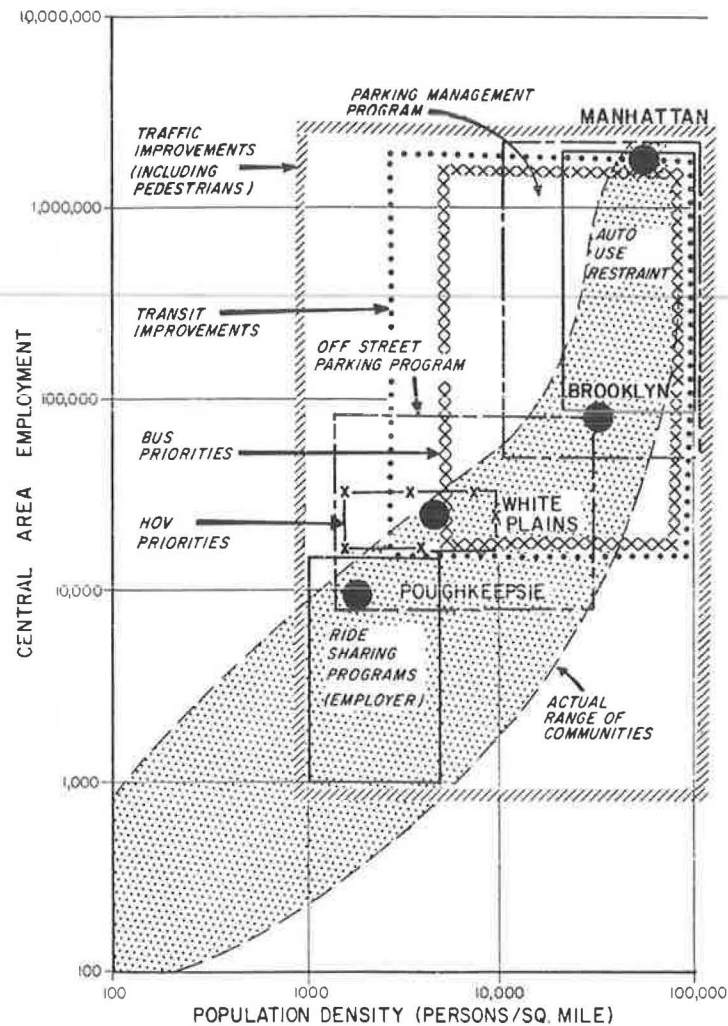 10,000,000
PARKING MANAGEMENT
PROGRAM
MANHATTAN
TRAFFIC
IMPROVEMENTS
(INCLUDING
PEDESTRIANS)
1,000,000
AUTO
USE
RESTRAINT
TRANSIT
IMPROVEMENTS
OFF STREET
PARKING PROGRAM
100,000
BROOKLYN
BUS
PRIORITIES
WHITE
PLAINS
HOV
PRIORITIES
10,000
POUGHKEEPSIE
RIDE
SHARING
PROGRAMS
(EMPLOYER)
ACTUAL
RANGE OF
COMMUNITIES
1,000
100
CENTRAL AREA EMPLOYMENT
100
1000
10,000
100,000
POPULATION DENSITY (PERSONS/SQ. MILE)